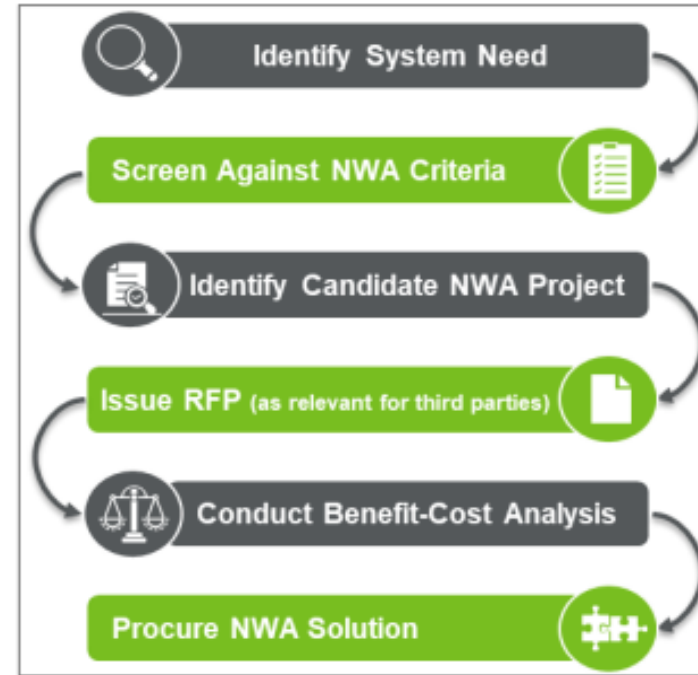 Identify System Need
Screen Against NWA Criteria
Identify Candidate NWA Project
Issue RFP (as relevant for third parties)
Conduct Benefit-Cost Analysis
Procure NWA Solution